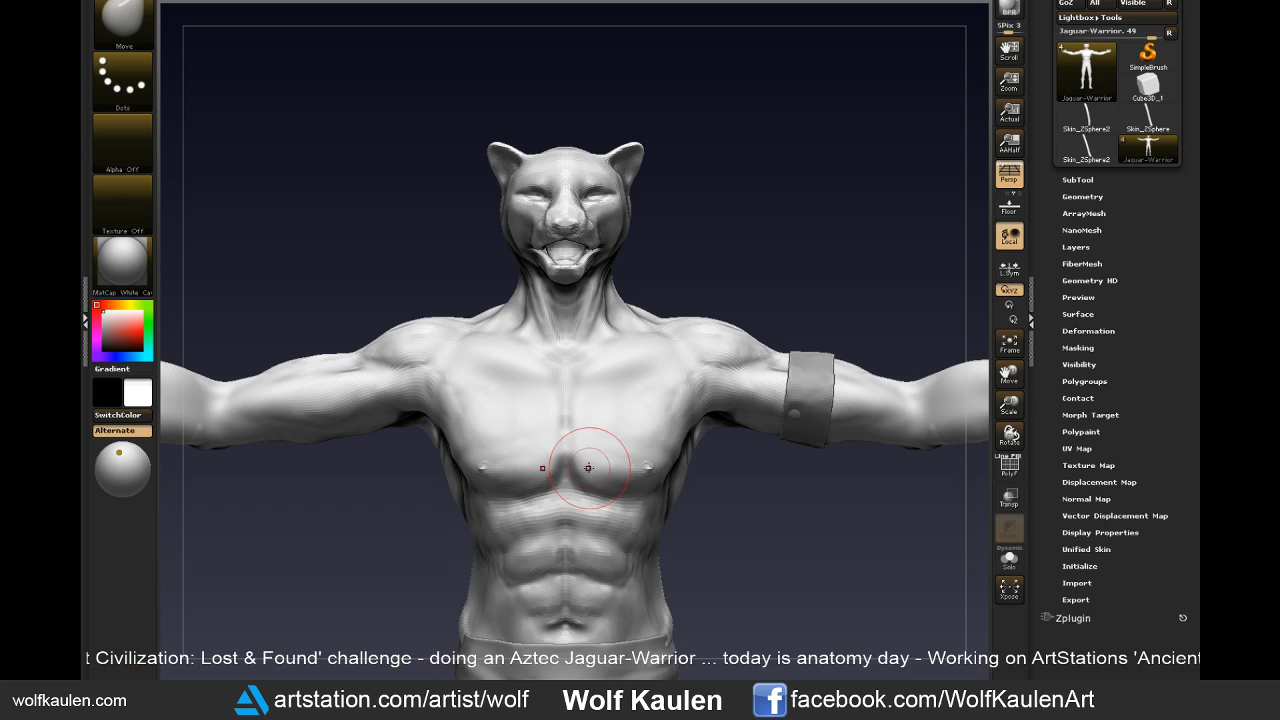 Move
Dots
Alpha Off
Texture Off
MatCap White Ca
Gradient
SwitchColor
Alternate
BPR
SPix 3
Scroll
Zoom
Actual
AAHalf
Persp
Floor
Local
L.Sym
XYZ
Frame
Move
Scale
Rotate
Line Fill
PolyF
Transp
Dynamic
Solo
Xpose
GoZ All Visible R
Lightbox▸Tools
Jaguar-Warrior. 49 R
4
Jaguar-Warrior
SimpleBrush
Cube3D_1
Skin_ZSphere2
Skin_ZSphere
Skin_ZSphere2
4
Jaguar-Warrior
SubTool
Geometry
ArrayMesh
NanoMesh
Layers
FiberMesh
Geometry HD
Preview
Surface
Deformation
Masking
Visibility
Polygroups
Contact
Morph Target
Polypaint
UV Map
Texture Map
Displacement Map
Normal Map
Vector Displacement Map
Display Properties
Unified Skin
Initialize
Import
Export
Zplugin
t Civilization: Lost & Found' challenge - doing an Aztec Jaguar-Warrior ... today is anatomy day - Working on ArtStations 'Ancient
wolfkaulen.com
artstation.com/artist/wolf
Wolf Kaulen
facebook.com/WolfKaulenArt